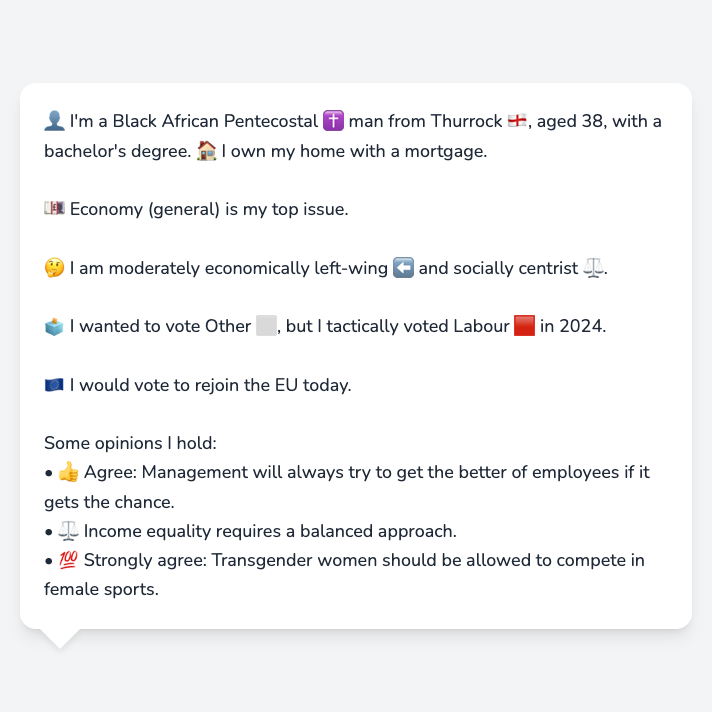 👤 I'm a Black African Pentecostal ✝️ man from Thurrock 🏴󠁧󠁢󠁥󠁮󠁧󠁿, aged 38, with a
bachelor's degree. 🏠 I own my home with a mortgage.
💷 Economy (general) is my top issue.
🤔 I am moderately economically left-wing ⬅️ and socially centrist ⚖️.
🗳️ I wanted to vote Other ⬜, but I tactically voted Labour 🟥 in 2024.
🇪🇺 I would vote to rejoin the EU today.
Some opinions I hold:
• 👍 Agree: Management will always try to get the better of employees if it
gets the chance.
• ⚖️ Income equality requires a balanced approach.
• 💯 Strongly agree: Transgender women should be allowed to compete in
female sports.